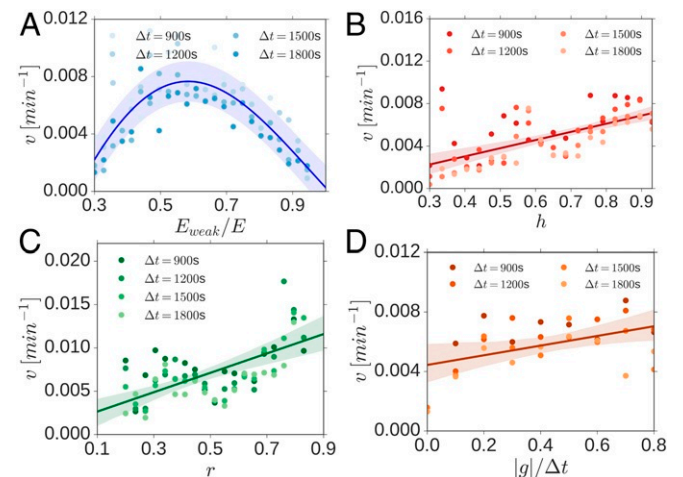 A
0.012
0.008
0.004
0.000
v [min⁻¹]
Δt = 900s
Δt = 1200s
Δt = 1500s
Δt = 1800s
0.3 0.5 0.7 0.9
E_weak/E
B
0.016
0.012
0.008
0.004
0.000
v [min⁻¹]
Δt = 900s
Δt = 1200s
Δt = 1500s
Δt = 1800s
0.3 0.4 0.5 0.6 0.7 0.8 0.9
h
C
0.020
0.015
0.010
0.005
0.000
v [min⁻¹]
Δt = 900s
Δt = 1200s
Δt = 1500s
Δt = 1800s
0.1 0.3 0.5 0.7 0.9
r
D
0.012
0.008
0.004
0.000
v [min⁻¹]
Δt = 900s
Δt = 1200s
Δt = 1500s
Δt = 1800s
0.0 0.2 0.4 0.6 0.8
|g|/Δt